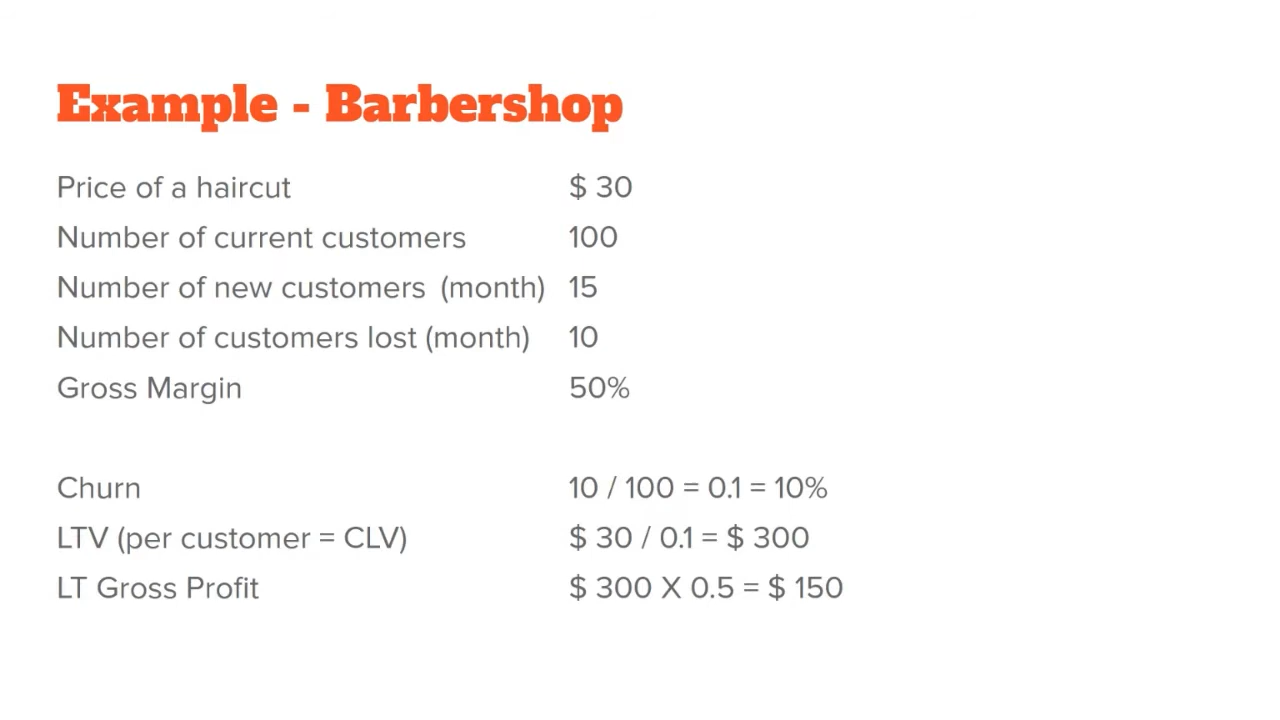 Example - Barbershop
Price of a haircut $ 30
Number of current customers 100
Number of new customers (month) 15
Number of customers lost (month) 10
Gross Margin 50%
Churn 10 / 100 = 0.1 = 10%
LTV (per customer = CLV) $ 30 / 0.1 = $ 300
LT Gross Profit $ 300 X 0.5 = $ 150